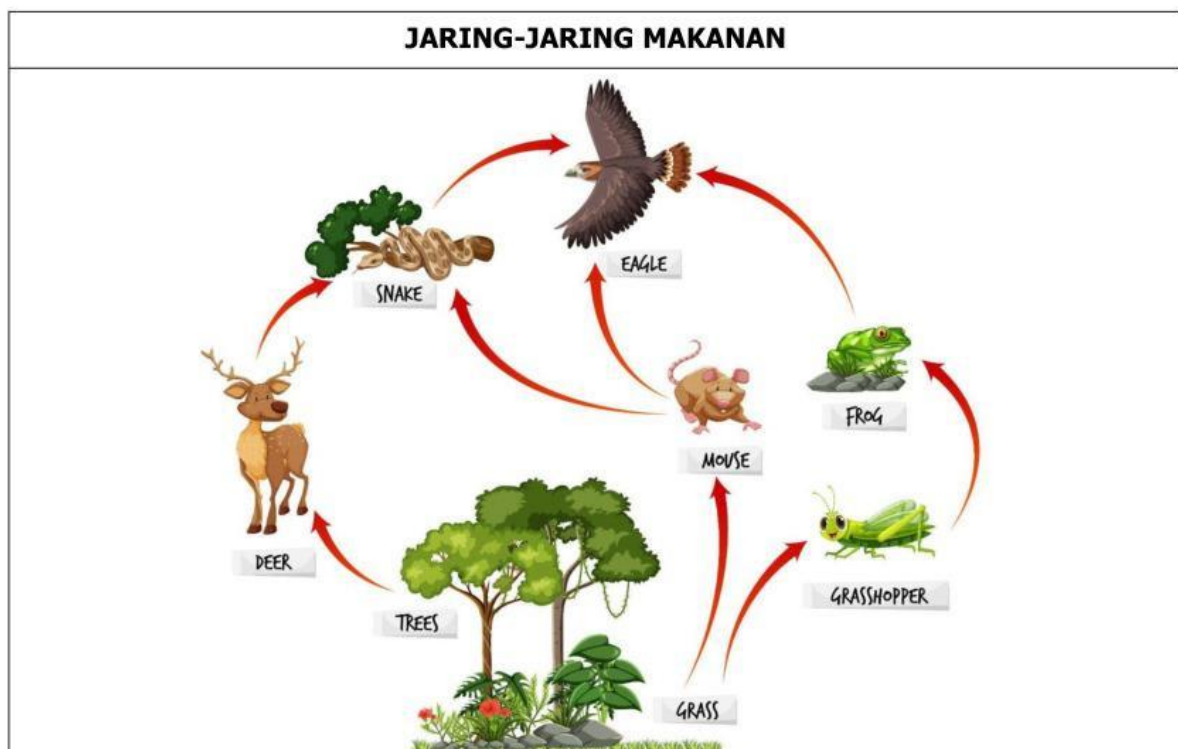 JARING-JARING MAKANAN
EAGLE
SNAKE
FROG
MOUSE
DEER
GRASSHOPPER
TREES
GRASS